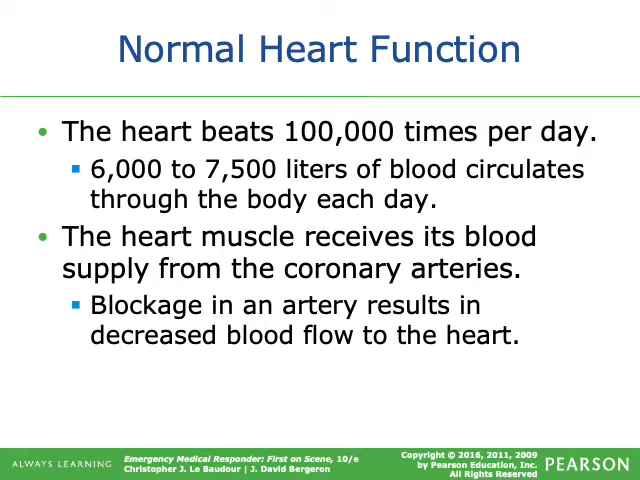 Normal Heart Function
• The heart beats 100,000 times per day.
▪ 6,000 to 7,500 liters of blood circulates
through the body each day.
• The heart muscle receives its blood
supply from the coronary arteries.
▪ Blockage in an artery results in
decreased blood flow to the heart.
ALWAYS LEARNING
Emergency Medical Responder: First on Scene, 10/e
Christopher J. Le Baudour | J. David Bergeron
Copyright © 2016, 2011, 2009
by Pearson Education, Inc.
All Rights Reserved
PEARSON